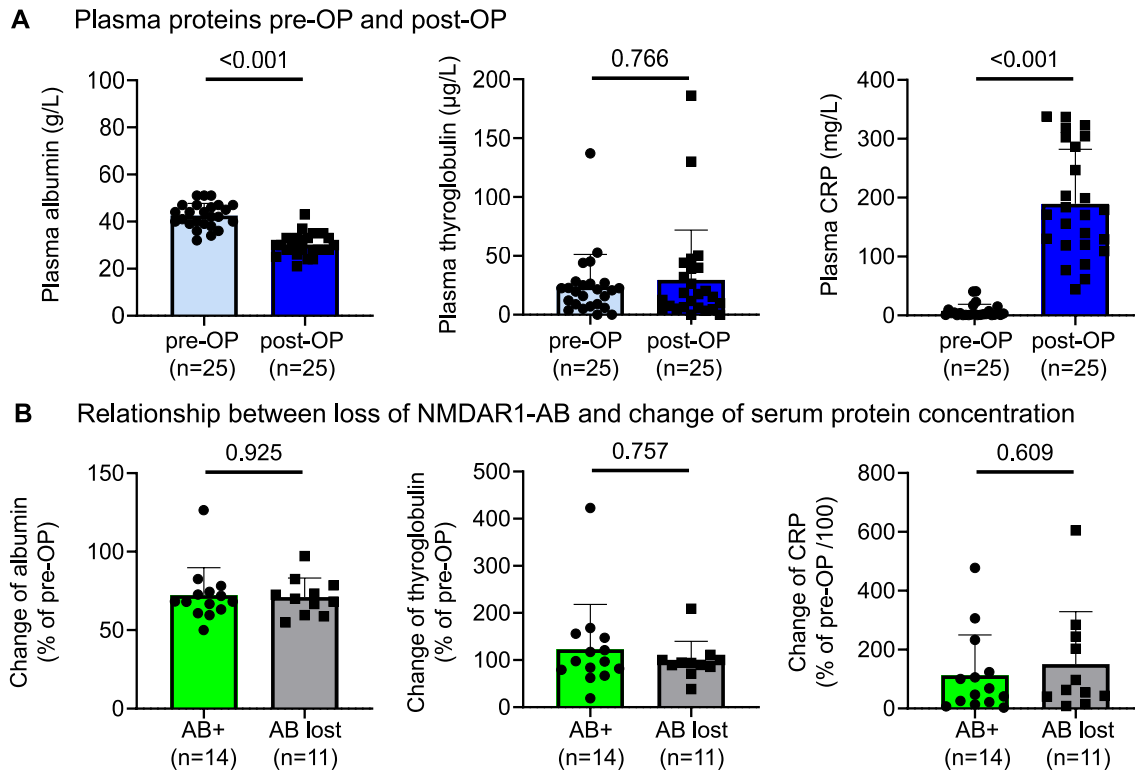 A Plasma proteins pre-OP and post-OP
<0.001
Plasma albumin (g/L)
100
80
60
40
20
0
pre-OP
(n=25)
post-OP
(n=25)
0.766
Plasma thyroglobulin (µg/L)
200
150
100
50
0
pre-OP
(n=25)
post-OP
(n=25)
<0.001
Plasma CRP (mg/L)
400
300
200
100
0
pre-OP
(n=25)
post-OP
(n=25)
B Relationship between loss of NMDAR1-AB and change of serum protein concentration
0.925
Change of albumin
(% of pre-OP)
150
100
50
0
AB+
(n=14)
AB lost
(n=11)
0.757
Change of thyroglobulin
(% of pre-OP)
500
400
300
200
100
0
AB+
(n=14)
AB lost
(n=11)
0.609
Change of CRP
(% of pre-OP /100)
800
600
400
200
0
AB+
(n=14)
AB lost
(n=11)